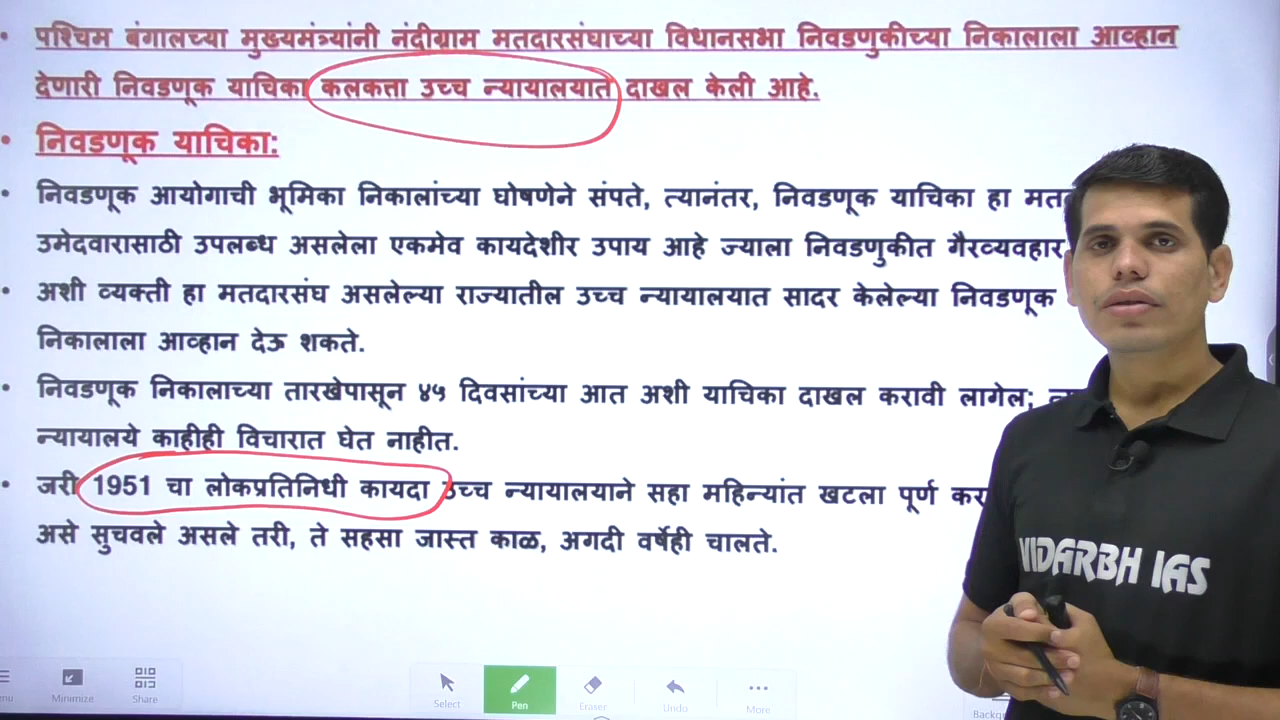 • पश्चिम बंगालच्या मुख्यमंत्र्यांनी नंदीग्राम मतदारसंघाच्या विधानसभा निवडणुकीच्या निकालाला आव्हान
देणारी निवडणूक याचिका कलकत्ता उच्च न्यायालयात दाखल केली आहे.
• निवडणूक याचिका:
• निवडणूक आयोगाची भूमिका निकालांच्या घोषणेने संपते, त्यानंतर, निवडणूक याचिका हा
उमेदवारासाठी उपलब्ध असलेला एकमेव कायदेशीर उपाय आहे ज्याला निवडणुकीत गैरव्यवहार
• अशी व्यक्ती हा मतदारसंघ असलेल्या राज्यातील उच्च न्यायालयात सादर केलेल्या निवडणूक
निकालाला आव्हान देऊ शकते.
• निवडणूक निकालाच्या तारखेपासून ४५ दिवसांच्या आत अशी याचिका दाखल करावी लागेल;
न्यायालये काहीही विचारात घेत नाहीत.
• जरी 1951 चा लोकप्रतिनिधी कायदा उच्च न्यायालयाने सहा महिन्यांत खटला पूर्ण
असे सुचवले असले तरी, ते सहसा जास्त काळ, अगदी वर्षेही चालते.
VIDARBH IAS
Minimize
Share
Select
Pen
Eraser
Undo
More